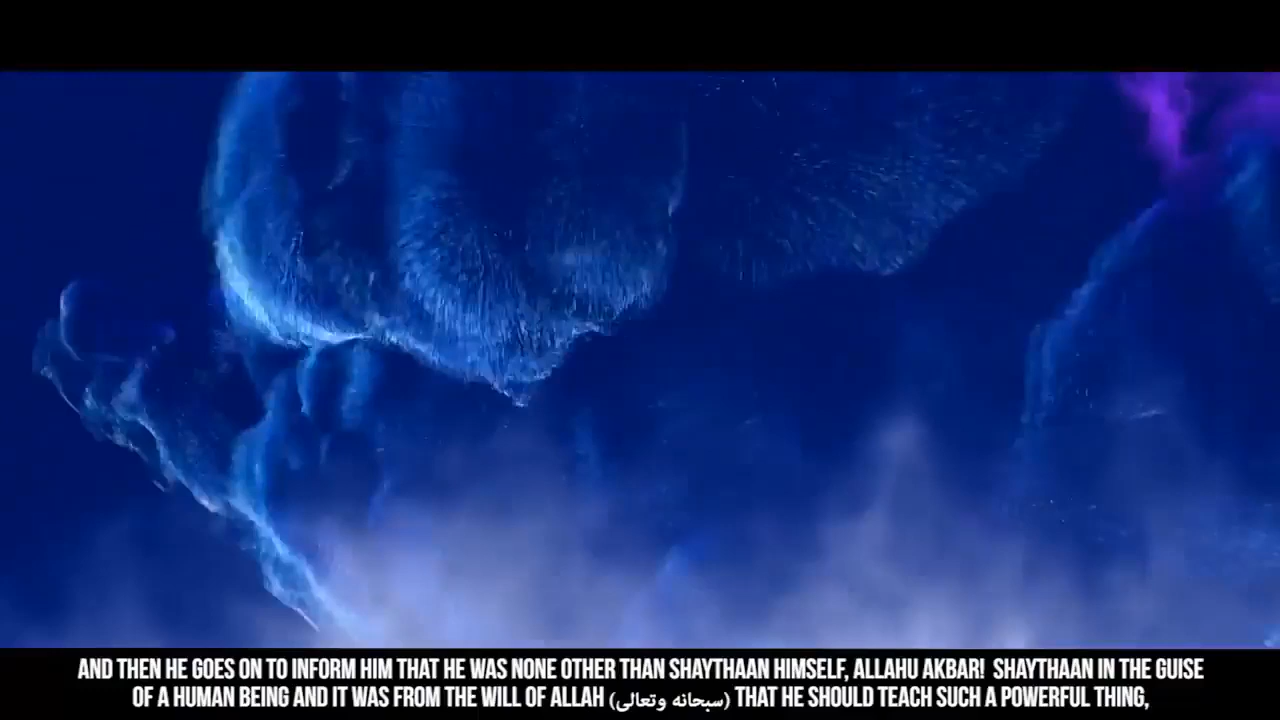 AND THEN HE GOES ON TO INFORM HIM THAT HE WAS NONE OTHER THAN SHAYTHAAN HIMSELF, ALLAHU AKBAR!  SHAYTHAAN IN THE GUISE
OF A HUMAN BEING AND IT WAS FROM THE WILL OF ALLAH (سبحانه وتعالى) THAT HE SHOULD TEACH SUCH A POWERFUL THING,